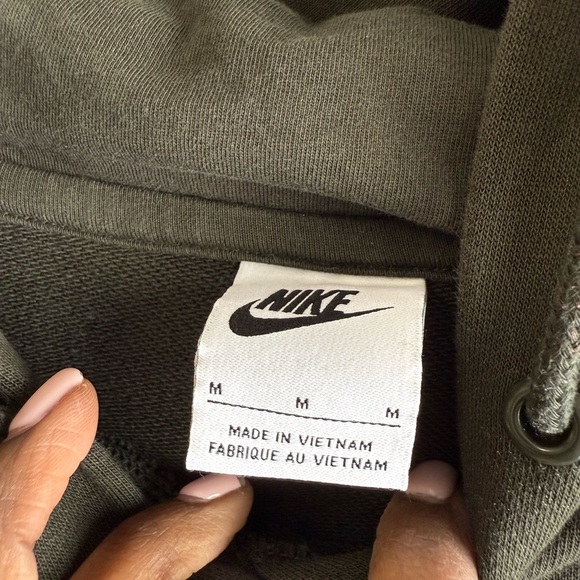 NIKE
M M M
MADE IN VIETNAM
FABRIQUE AU VIETNAM